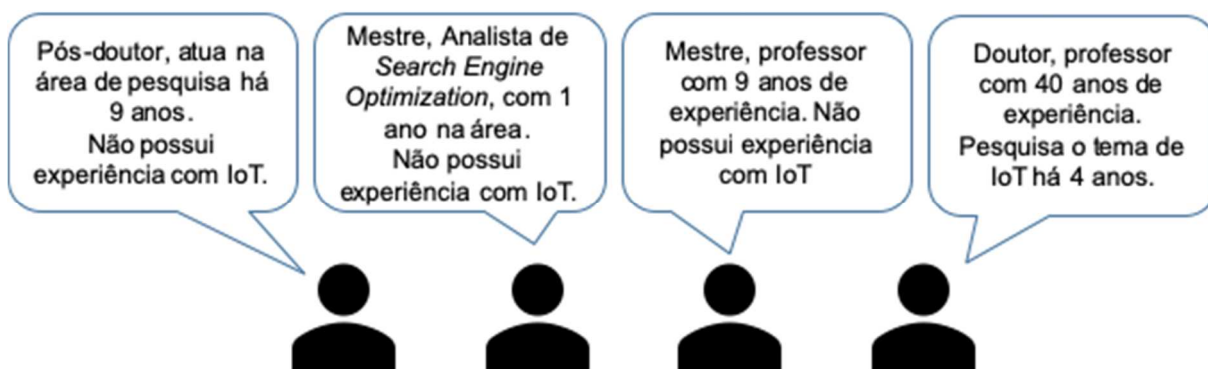 Pós-doutor, atua na
área de pesquisa há
9 anos.
Não possui
experiência com IoT.
Mestre, Analista de
Search Engine
Optimization, com 1
ano na área.
Não possui
experiência com IoT.
Mestre, professor
com 9 anos de
experiência. Não
possui experiência
com IoT
Doutor, professor
com 40 anos de
experiência.
Pesquisa o tema de
IoT há 4 anos.